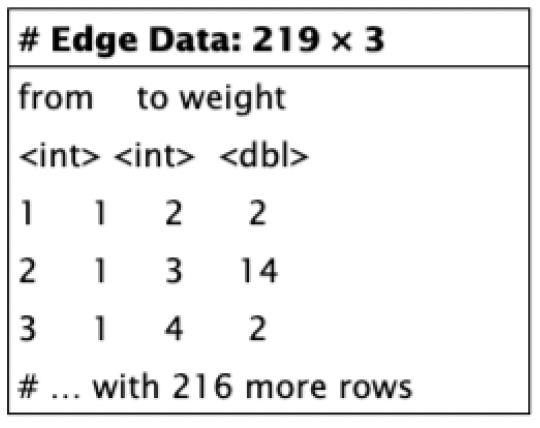 # Edge Data: 219 × 3
from to weight
<int> <int> <dbl>
1 1 2 2
2 1 3 14
3 1 4 2
# … with 216 more rows